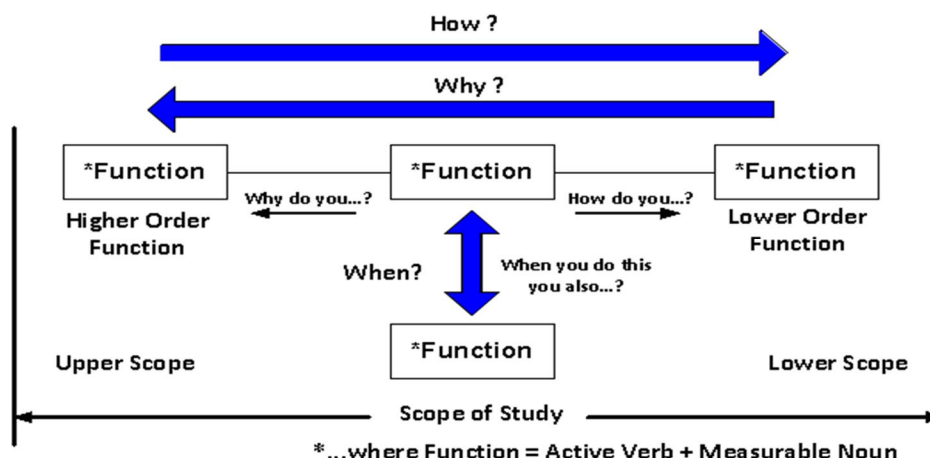 How ?
Why ?
*Function
*Function
*Function
Why do you...?
How do you...?
Higher Order
Function
Lower Order
Function
When?
When you do this
you also...?
*Function
Upper Scope
Lower Scope
Scope of Study
*...where Function = Active Verb + Measurable Noun